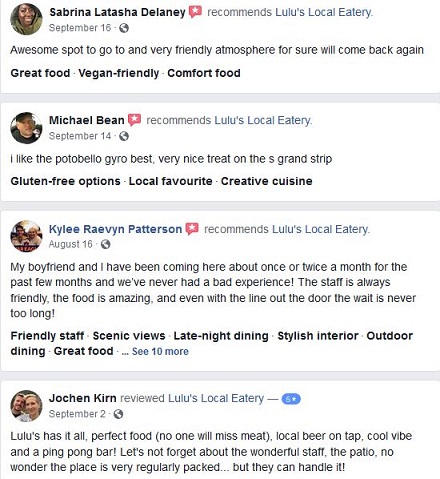 Sabrina Latasha Delaney recommends Lulu's Local Eatery.
September 16 ·
Awesome spot to go to and very friendly atmosphere for sure will come back again
Great food · Vegan-friendly · Comfort food
Michael Bean recommends Lulu's Local Eatery.
September 14 ·
i like the potobello gyro best, very nice treat on the s grand strip
Gluten-free options · Local favourite · Creative cuisine
Kylee Raevyn Patterson recommends Lulu's Local Eatery.
August 16 ·
My boyfriend and I have been coming here about once or twice a month for the
past few months and we've never had a bad experience! The staff is always
friendly, the food is amazing, and even with the line out the door the wait is never
too long!
Friendly staff · Scenic views · Late-night dining · Stylish interior · Outdoor
dining · Great food · ... See 10 more
Jochen Kirn reviewed Lulu's Local Eatery — 5★
September 2 ·
Lulu's has it all, perfect food (no one will miss meat), local beer on tap, cool vibe
and a ping pong bar! Let's not forget about the wonderful staff, the patio, no
wonder the place is very regularly packed... but they can handle it!